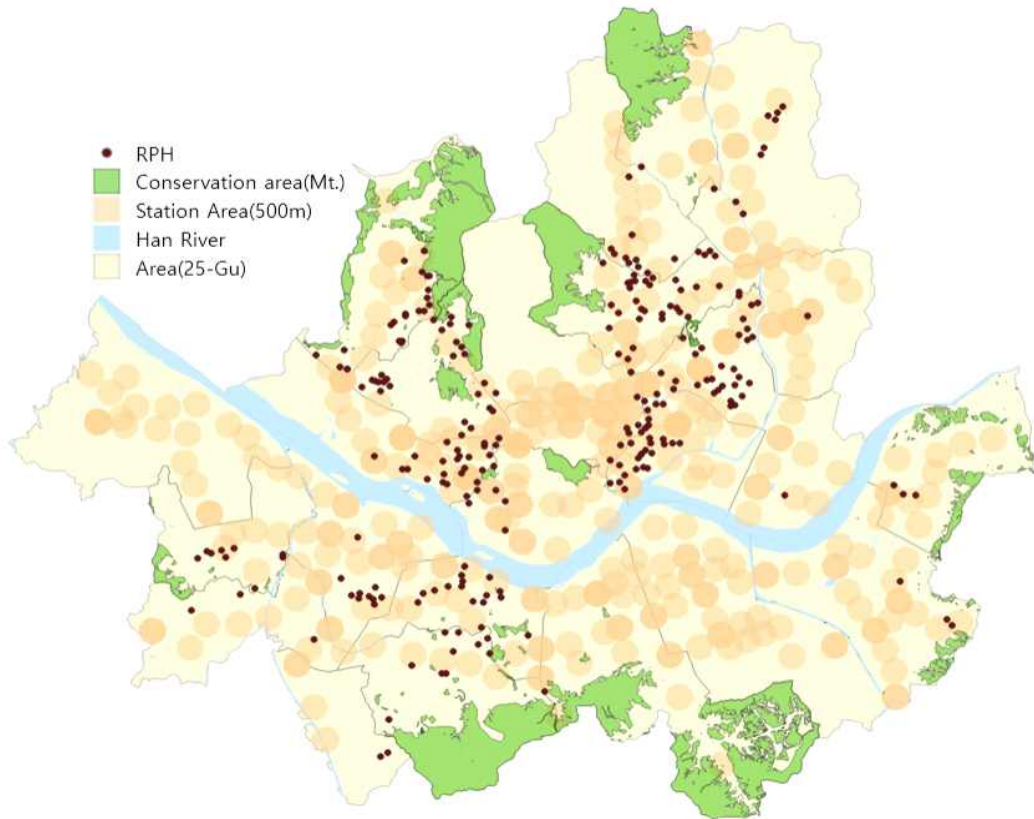 RPH
Conservation area(Mt.)
Station Area(500m)
Han River
Area(25-Gu)